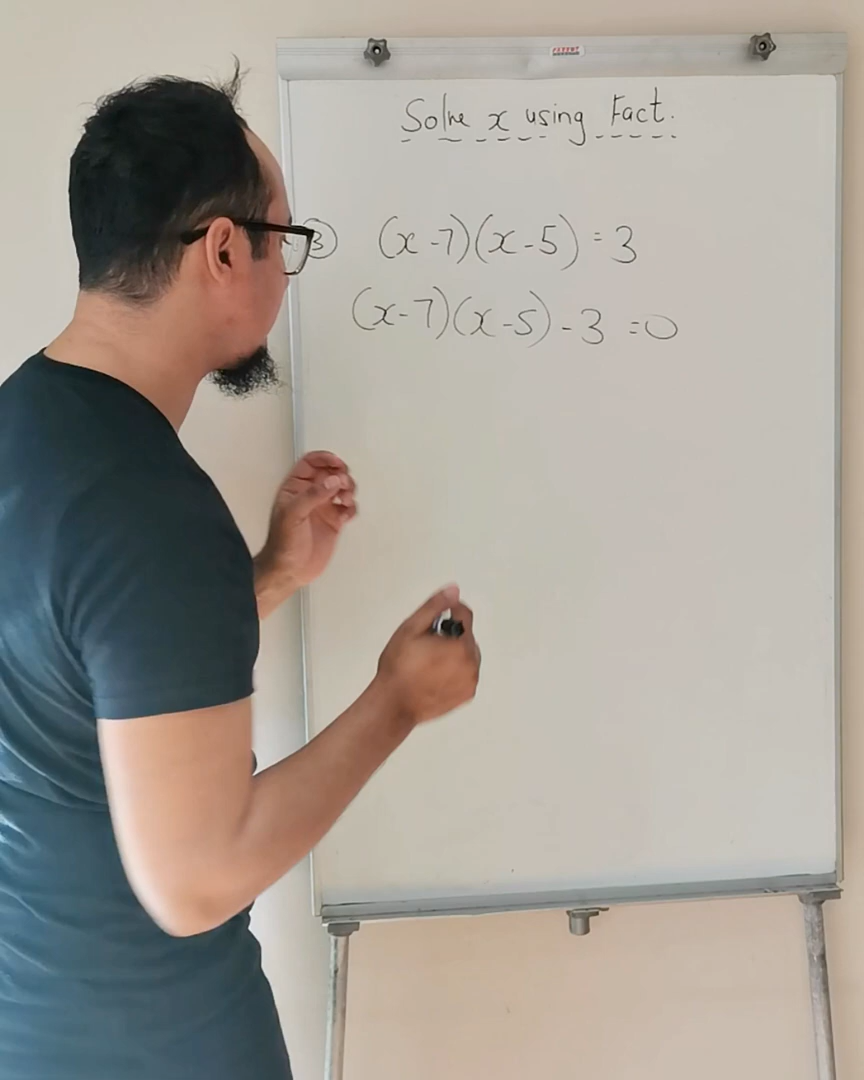 Solve x using Fact.
③ (x-7)(x-5) = 3
(x-7)(x-5) - 3 = 0